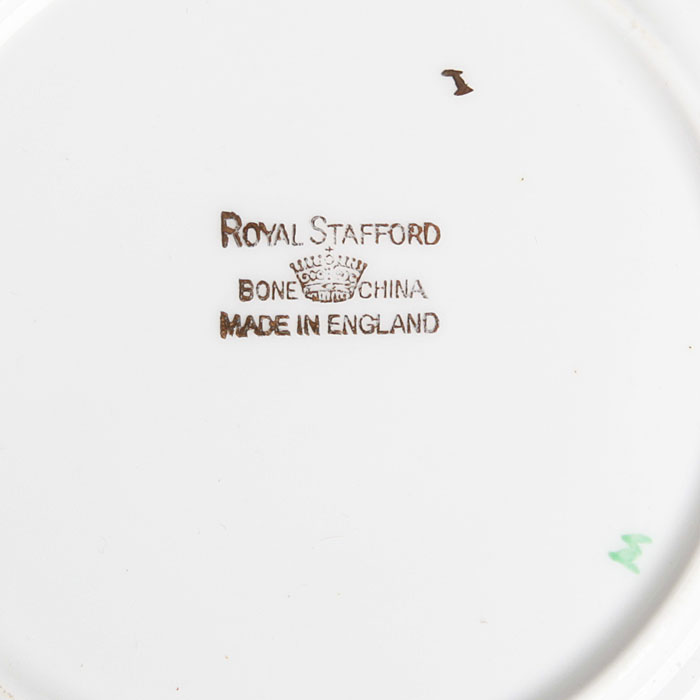 I
ROYAL STAFFORD
BONE CHINA
MADE IN ENGLAND